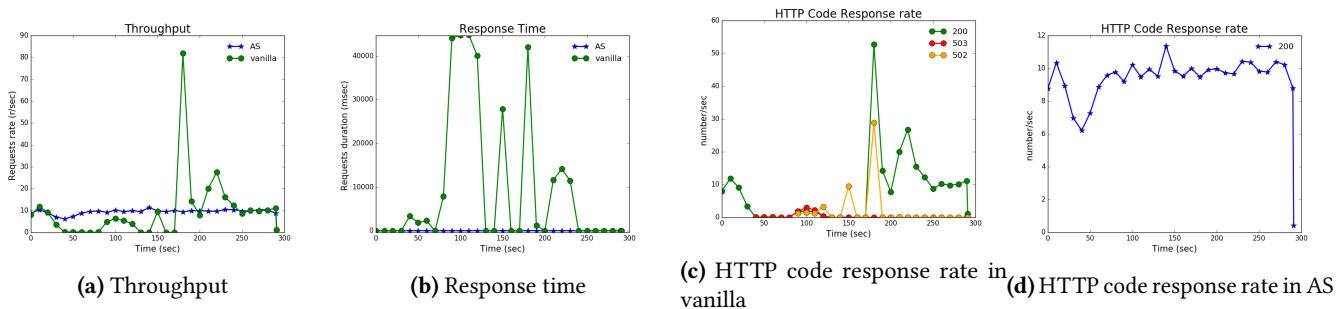 Throughput
Requests rate (r/sec)
90
80
70
60
50
40
30
20
10
0
0 50 100 150 200 250 300
Time (sec)
AS
vanilla
(a) Throughput
Response Time
Requests duration (msec)
40000
30000
20000
10000
0
0 50 100 150 200 250 300
Time (sec)
AS
vanilla
(b) Response time
HTTP Code Response rate
number/sec
60
50
40
30
20
10
0
0 50 100 150 200 250 300
Time (sec)
200
503
502
(c) HTTP code response rate in
vanilla
HTTP Code Response rate
number/sec
12
10
8
6
4
2
0
0 50 100 150 200 250 300
Time (sec)
200
(d) HTTP code response rate in AS